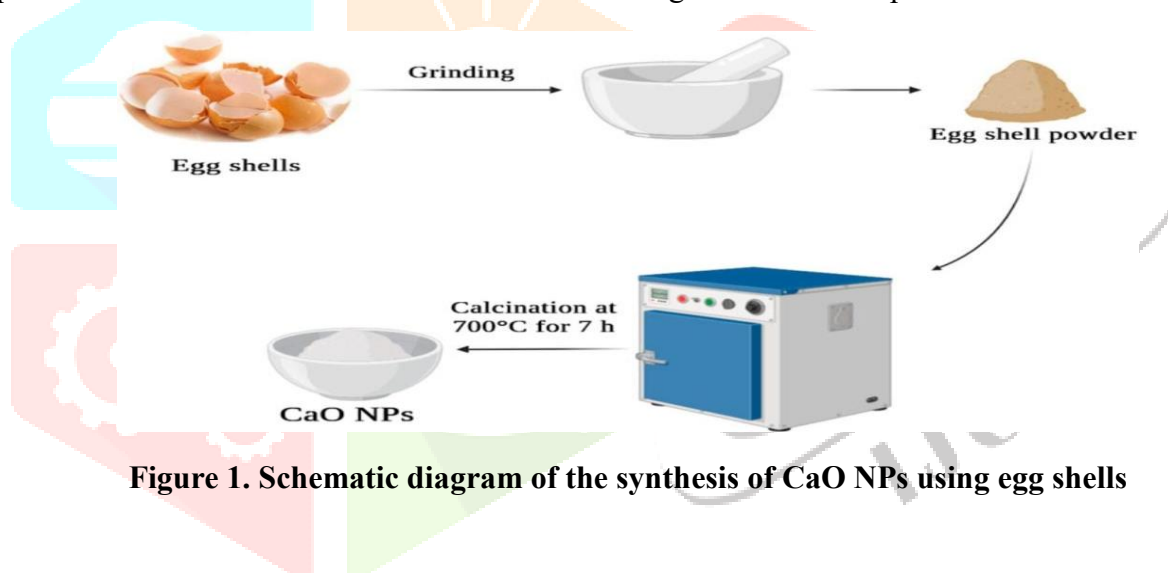 Grinding
Egg shells
Egg shell powder
Calcination at
700°C for 7 h
CaO NPs
Figure 1. Schematic diagram of the synthesis of CaO NPs using egg shells